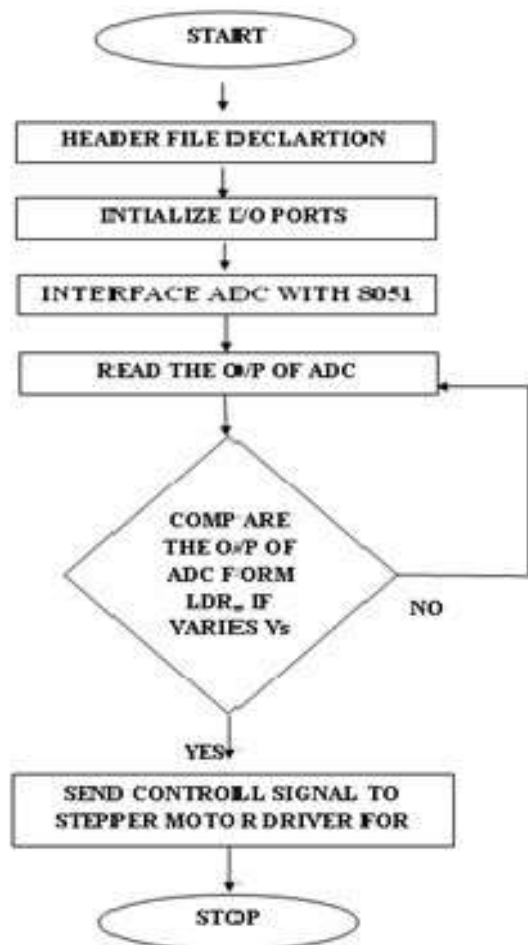 START
HEADER FILE DECLARTION
INTIALIZE I/O PORTS
INTERFACE ADC WITH 8051
READ THE O/P OF ADC
COMPARE
THE O/P OF
ADC FORM
LDR, IF
VARIES Vs
NO
YES
SEND CONTROLL SIGNAL TO
STEPPER MOTOR DRIVER FOR
STOP